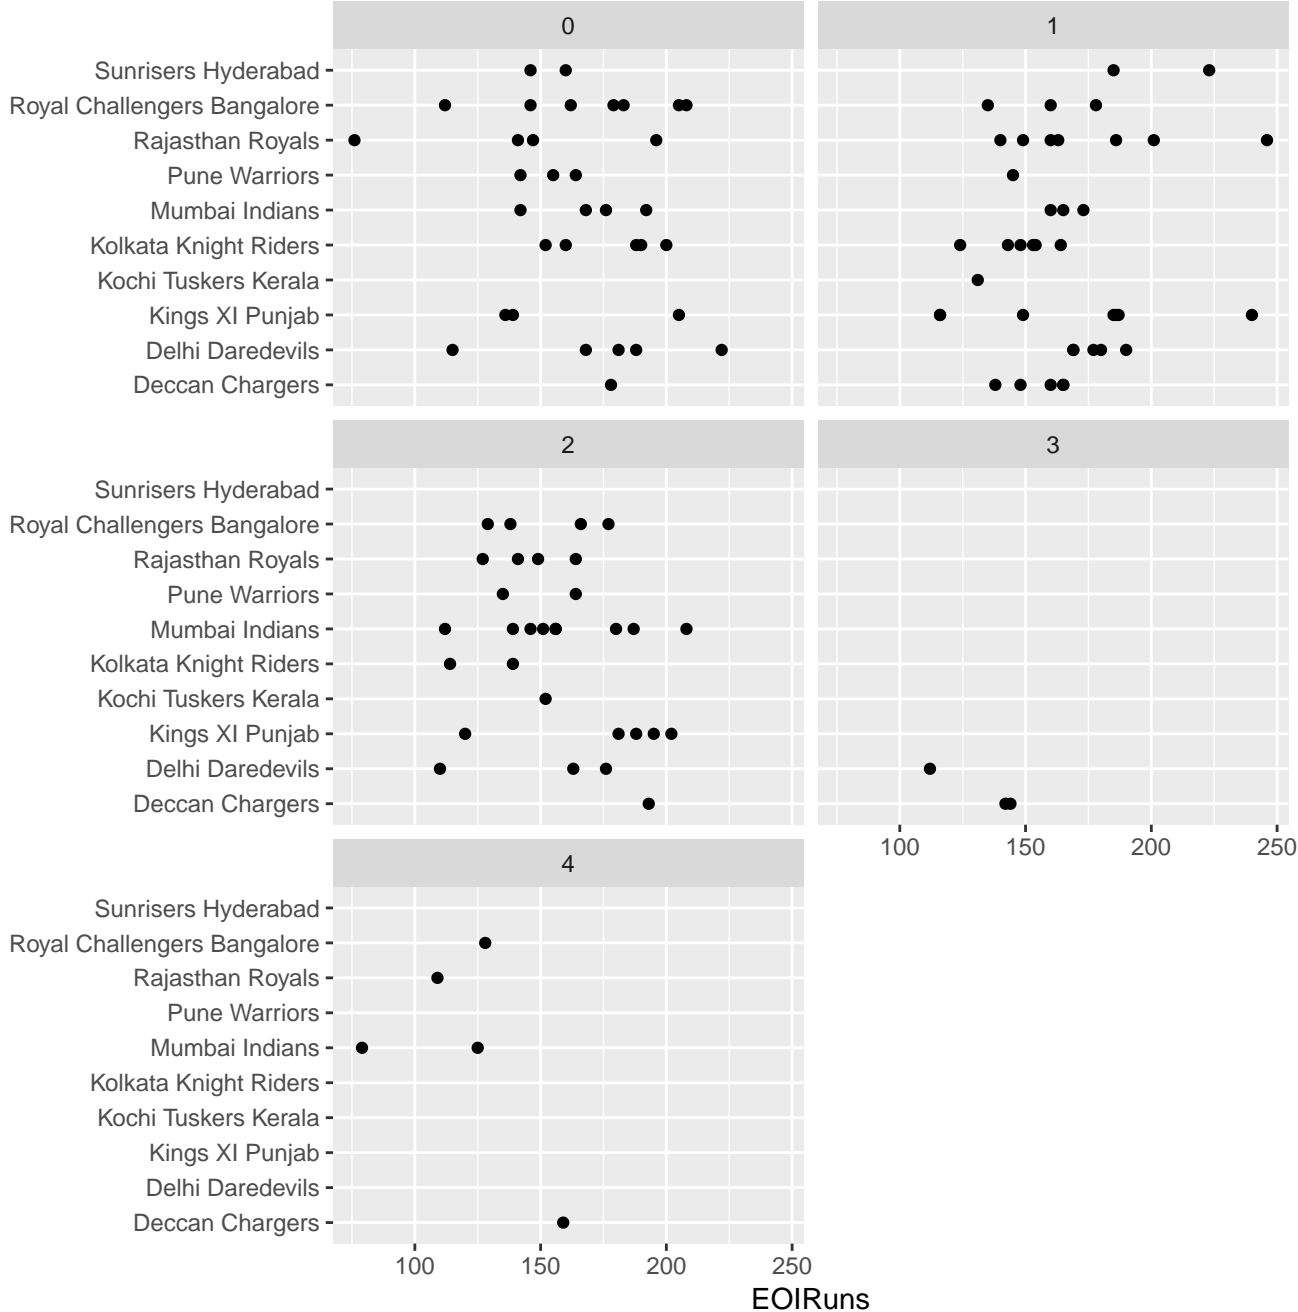 0
1
Sunrisers Hyderabad
Royal Challengers Bangalore
Rajasthan Royals
Pune Warriors
Mumbai Indians
Kolkata Knight Riders
Kochi Tuskers Kerala
Kings XI Punjab
Delhi Daredevils
Deccan Chargers
2
3
Sunrisers Hyderabad
Royal Challengers Bangalore
Rajasthan Royals
Pune Warriors
Mumbai Indians
Kolkata Knight Riders
Kochi Tuskers Kerala
Kings XI Punjab
Delhi Daredevils
Deccan Chargers
100 150 200 250
4
Sunrisers Hyderabad
Royal Challengers Bangalore
Rajasthan Royals
Pune Warriors
Mumbai Indians
Kolkata Knight Riders
Kochi Tuskers Kerala
Kings XI Punjab
Delhi Daredevils
Deccan Chargers
100 150 200 250
EOIRuns